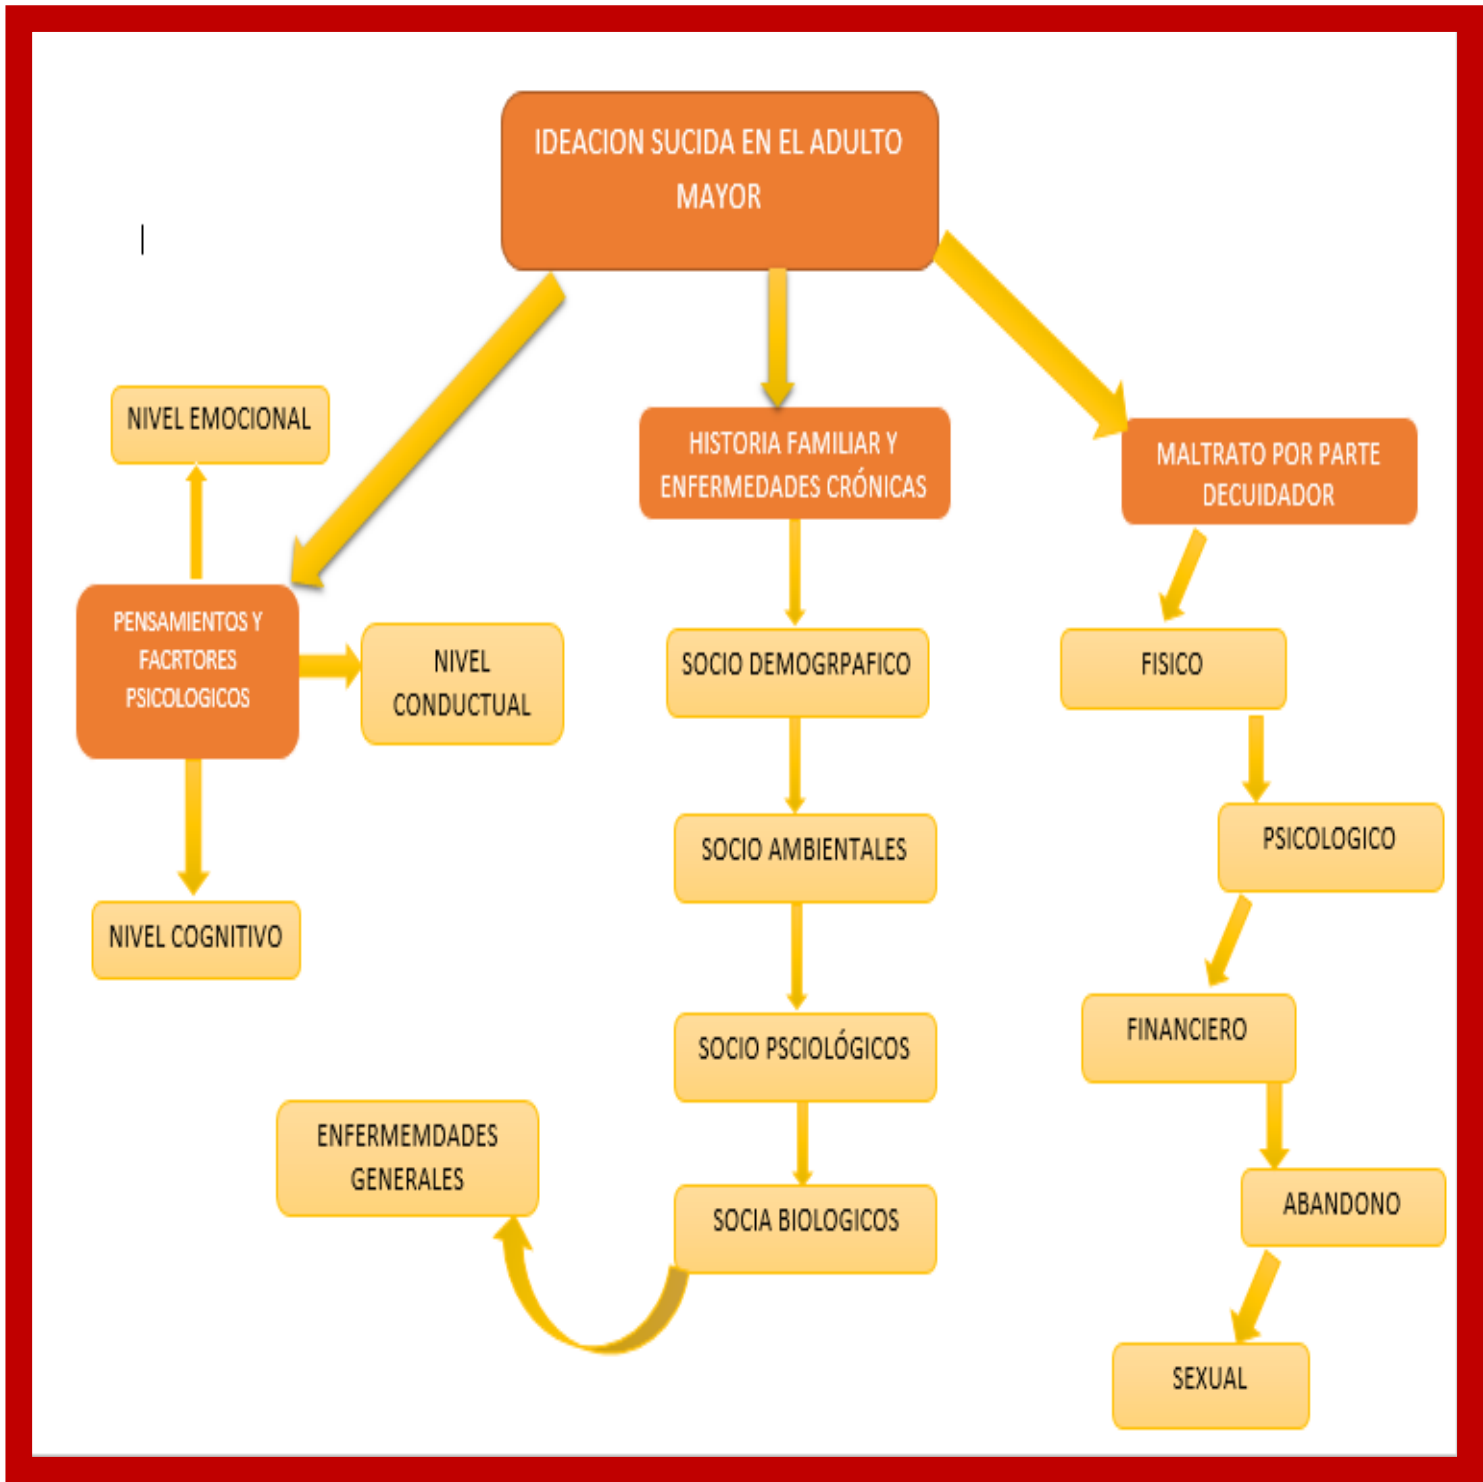 IDEACION SUCIDA EN EL ADULTO
MAYOR
NIVEL EMOCIONAL
PENSAMIENTOS Y
FACRTORES
PSICOLOGICOS
NIVEL
CONDUCTUAL
NIVEL COGNITIVO
HISTORIA FAMILIAR Y
ENFERMEDADES CRÓNICAS
SOCIO DEMOGRPAFICO
SOCIO AMBIENTALES
SOCIO PSCIOLÓGICOS
SOCIA BIOLOGICOS
ENFERMEMDADES
GENERALES
MALTRATO POR PARTE
DECUIDADOR
FISICO
PSICOLOGICO
FINANCIERO
ABANDONO
SEXUAL